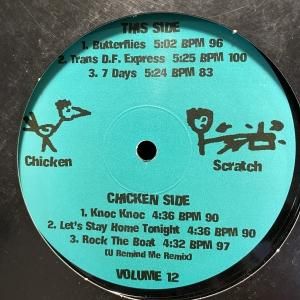 THIS SIDE
1. Butterflies 5:02 BPM 96
2. Trans D.F. Express 5:25 BPM 100
3. 7 Days 5:24 BPM 83
Chicken
Scratch
CHICKEN SIDE
1. Knoc Knoc 4:36 BPM 90
2. Let's Stay Home Tonight 4:36 BPM 90
3. Rock The Boat 4:32 BPM 97
(U Remind Me Remix)
VOLUME 12